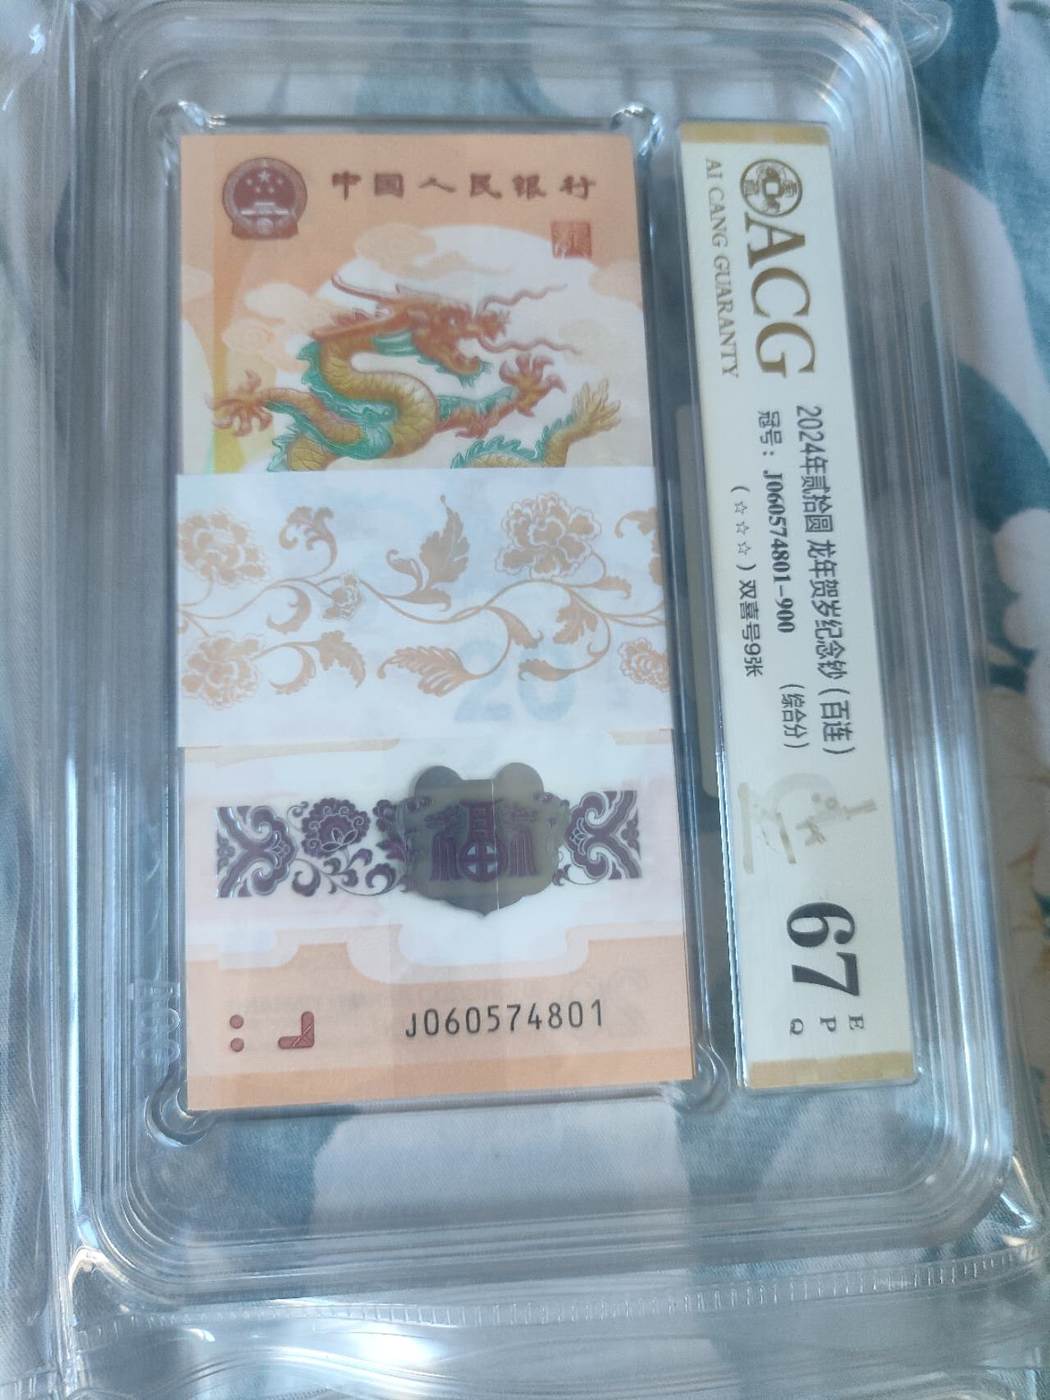 中国人民银行
福
J060574801
ACG
AI CANG GUARANTY
2024年贰拾圆 龙年贺岁纪念钞（百连）
冠号：J060574801-900 （综合分）
（☆☆☆）双喜号9张
67 E
P
Q